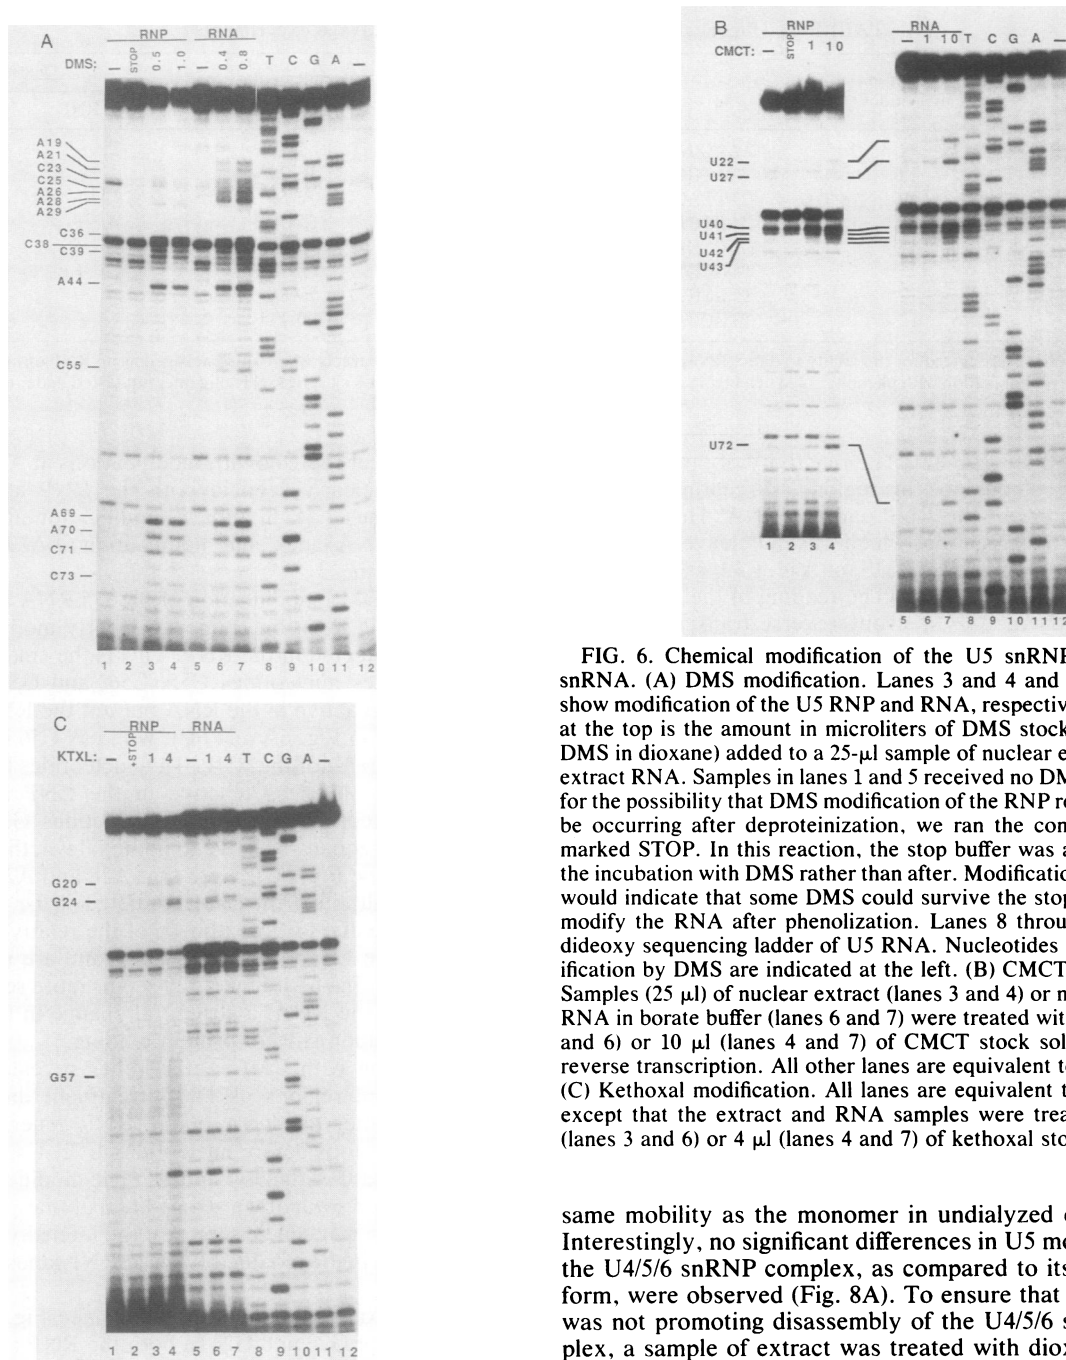 A
RNP RNA
DMS: – STOP 0.5 1.0 – 0.4 0.8 T C G A –
A19
A21
C23
C25
A26
A28
A29
C36
C38
C39
A44
C55
A69
A70
C71
C73
1 2 3 4 5 6 7 8 9 10 11 12
B
RNP RNA
CMCT: – STOP 1 10 – 1 10 T C G A –
U22
U27
U40
U41
U42
U43
U72
1 2 3 4
5 6 7 8 9 10 11 12
C
RNP RNA
KTXL: – +STOP 1 4 – 1 4 T C G A –
G20
G24
G57
1 2 3 4 5 6 7 8 9 10 11 12
FIG. 6. Chemical modification of the U5 snRNP
snRNA. (A) DMS modification. Lanes 3 and 4 and
show modification of the U5 RNP and RNA, respectiv
at the top is the amount in microliters of DMS stock
DMS in dioxane) added to a 25-µl sample of nuclear e
extract RNA. Samples in lanes 1 and 5 received no DM
for the possibility that DMS modification of the RNP re
be occurring after deproteinization, we ran the con
marked STOP. In this reaction, the stop buffer was a
the incubation with DMS rather than after. Modification
would indicate that some DMS could survive the stop
modify the RNA after phenolization. Lanes 8 throu
dideoxy sequencing ladder of U5 RNA. Nucleotides
ification by DMS are indicated at the left. (B) CMCT
Samples (25 µl) of nuclear extract (lanes 3 and 4) or n
RNA in borate buffer (lanes 6 and 7) were treated wit
and 6) or 10 µl (lanes 4 and 7) of CMCT stock sol
reverse transcription. All other lanes are equivalent t
(C) Kethoxal modification. All lanes are equivalent t
except that the extract and RNA samples were trea
(lanes 3 and 6) or 4 µl (lanes 4 and 7) of kethoxal sto
same mobility as the monomer in undialyzed
Interestingly, no significant differences in U5 mo
the U4/5/6 snRNP complex, as compared to its
form, were observed (Fig. 8A). To ensure that
was not promoting disassembly of the U4/5/6 s
plex, a sample of extract was treated with diox